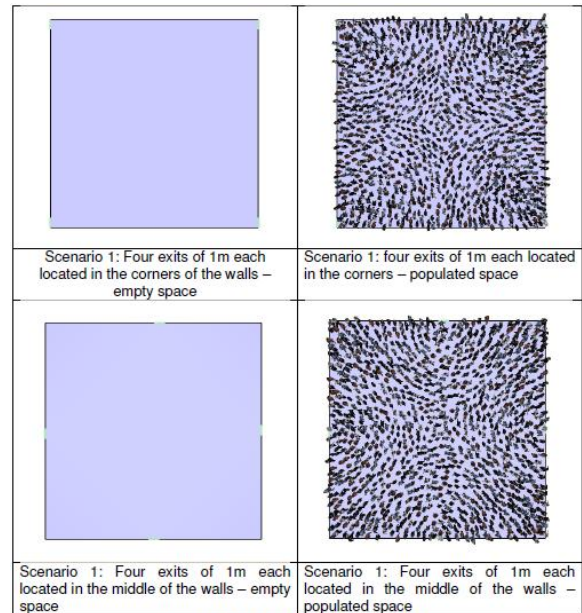 Scenario 1: Four exits of 1m each
located in the corners of the walls –
empty space
Scenario 1: four exits of 1m each located
in the corners – populated space
Scenario 1: Four exits of 1m each
located in the middle of the walls – empty
space
Scenario 1: Four exits of 1m each
located in the middle of the walls –
populated space